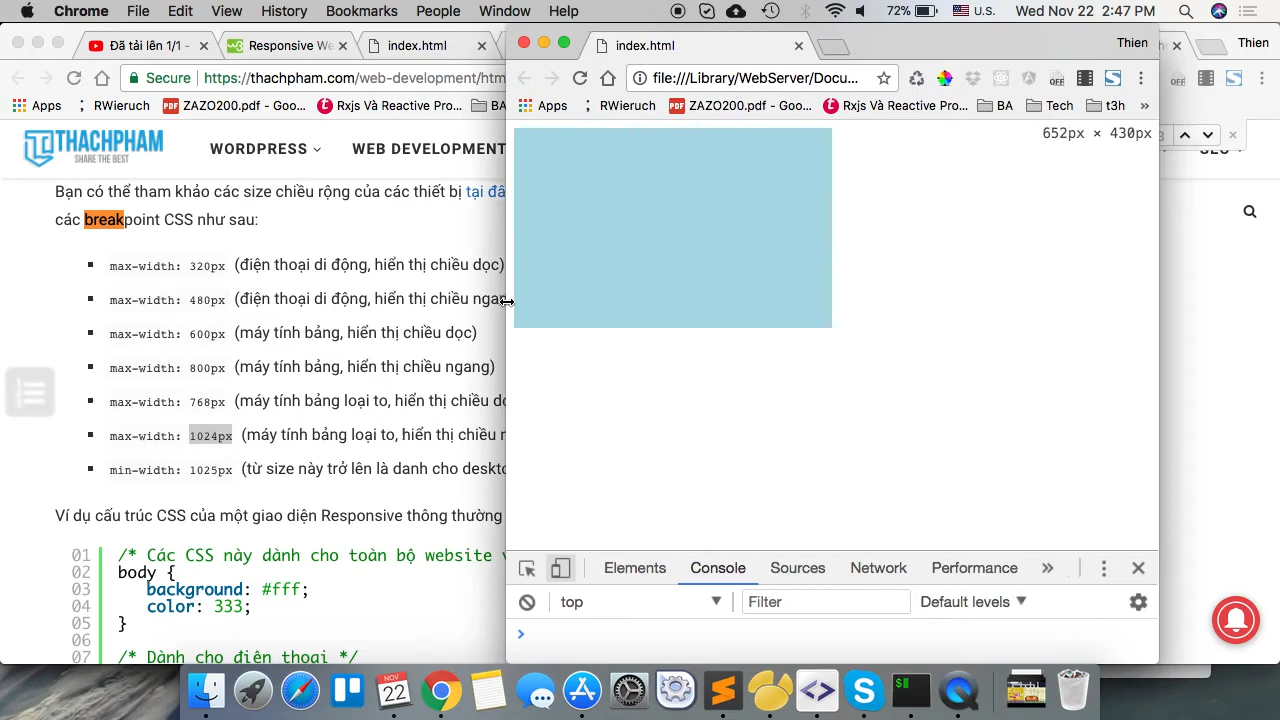 Chrome File Edit View History Bookmarks People Window Help 72% U.S. Wed Nov 22 2:47 PM
Đã tải lên 1/1 - Responsive We index.html
Thien
Secure https://thachpham.com/web-development/htm
Apps RWieruch ZAZO200.pdf - Goo... Rxjs Và Reactive Pro... BA
THACHPHAM
SHARE THE BEST
WORDPRESS WEB DEVELOPMENT
Bạn có thể tham khảo các size chiều rộng của các thiết bị tại đâ
các breakpoint CSS như sau:
max-width: 320px (điện thoại di động, hiển thị chiều dọc)
max-width: 480px (điện thoại di động, hiển thị chiều ngan
max-width: 600px (máy tính bảng, hiển thị chiều dọc)
max-width: 800px (máy tính bảng, hiển thị chiều ngang)
max-width: 768px (máy tính bảng loại to, hiển thị chiều dọ
max-width: 1024px (máy tính bảng loại to, hiển thị chiều n
min-width: 1025px (từ size này trở lên là danh cho deskto
Ví dụ cấu trúc CSS của một giao diện Responsive thông thường
01 /* Các CSS này dành cho toàn bộ website v
02 body {
03 background: #fff;
04 color: 333;
05 }
06
07 /* Dành cho điện thoại */
index.html
Thien
file:///Library/WebServer/Docu...
OFF
Apps RWieruch ZAZO200.pdf - Goo... Rxjs Và Reactive Pro... BA Tech t3h »
652px × 430px
Elements Console Sources Network Performance »
top Filter Default levels
OFF
NOV
22